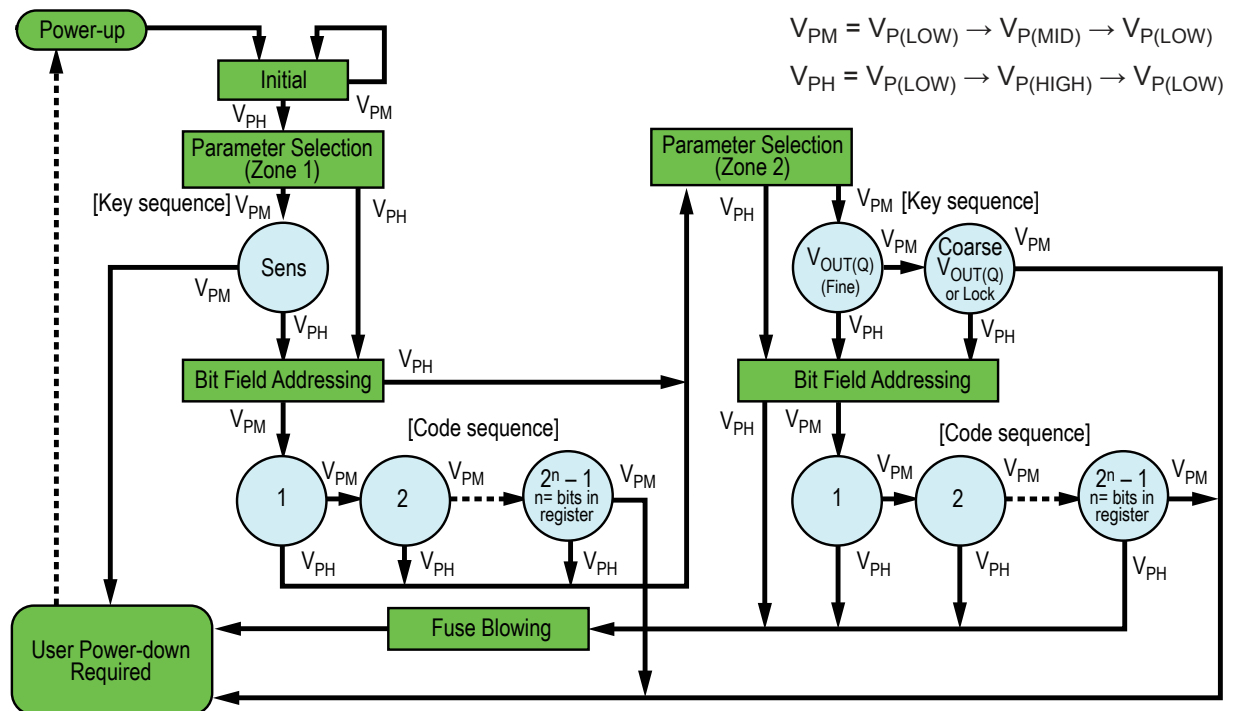 Power-up
V_PM = V_P(LOW) → V_P(MID) → V_P(LOW)
V_PH = V_P(LOW) → V_P(HIGH) → V_P(LOW)
Initial
V_PH
V_PM
Parameter Selection
(Zone 1)
[Key sequence] V_PM
V_PH
Sens
V_PM
V_PH
Bit Field Addressing
V_PH
V_PM
[Code sequence]
1
V_PM
2
V_PM
2^n – 1
n= bits in
register
V_PM
V_PH
V_PH
V_PH
Parameter Selection
(Zone 2)
V_PH
V_PM [Key sequence]
V_OUT(Q)
(Fine)
V_PM
Coarse
V_OUT(Q)
or Lock
V_PM
V_PH
V_PH
Bit Field Addressing
V_PH
V_PM
[Code sequence]
1
V_PM
2
V_PM
2^n – 1
n= bits in
register
V_PM
V_PH
V_PH
V_PH
Fuse Blowing
User Power-down
Required